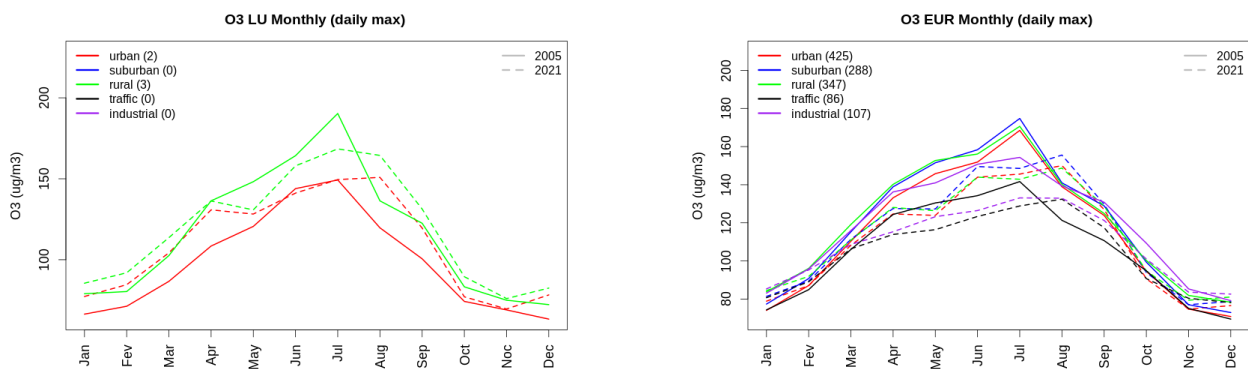 O3 LU Monthly (daily max)
urban (2)
suburban (0)
rural (3)
traffic (0)
industrial (0)
2005
2021
O3 (ug/m3)
200
150
100
Jan Fev Mar Apr May Jun Jul Aug Sep Oct Noc Dec
O3 EUR Monthly (daily max)
urban (425)
suburban (288)
rural (347)
traffic (86)
industrial (107)
2005
2021
O3 (ug/m3)
200
180
160
140
120
100
80
Jan Fev Mar Apr May Jun Jul Aug Sep Oct Noc Dec